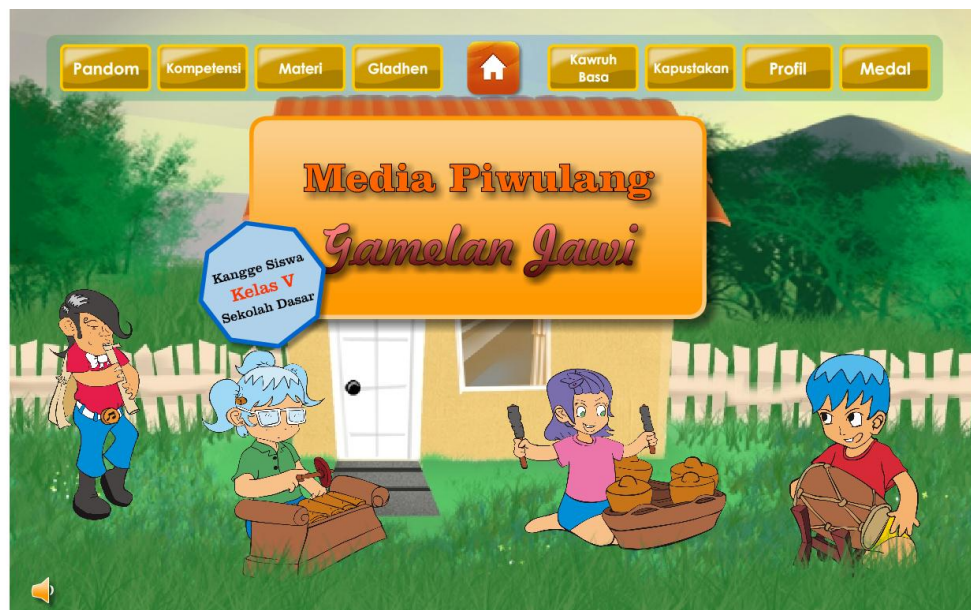 Pandom
Kompetensi
Materi
Gladhen
Kawruh
Basa
Kapustakan
Profil
Medal
Media Piwulang
Gamelan Jawi
Kangge Siswa
Kelas V
Sekolah Dasar